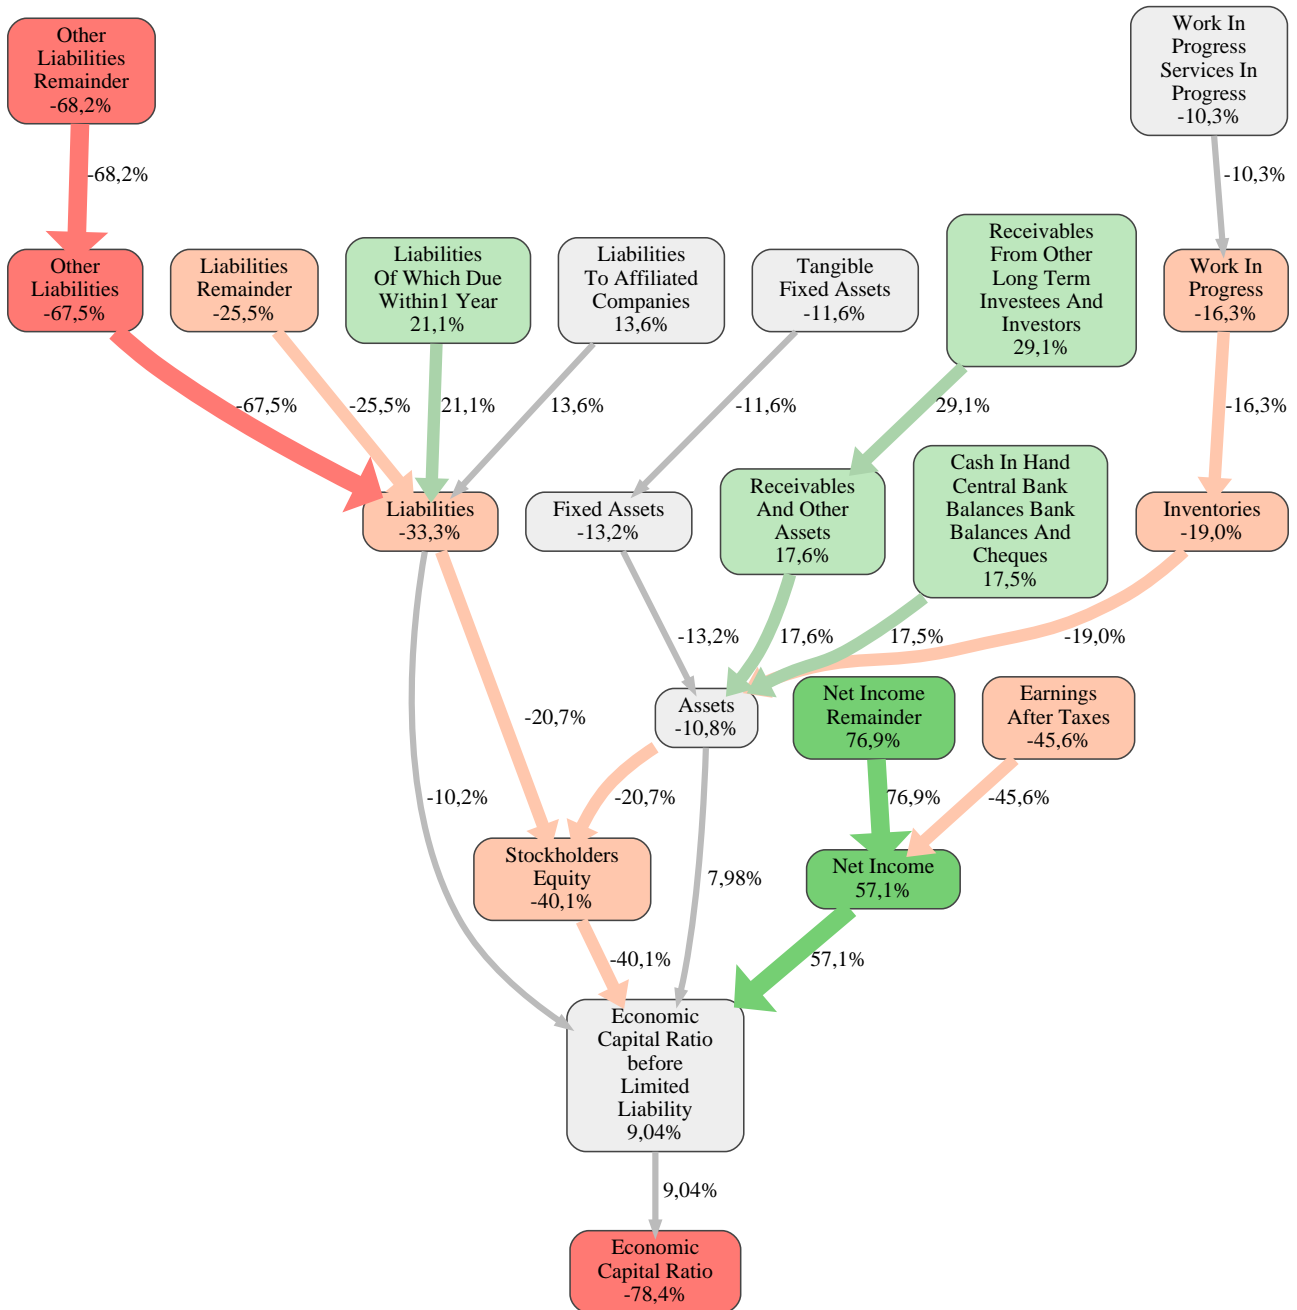 Other
Liabilities
Remainder
-68,2%
Work In
Progress
Services In
Progress
-10,3%
-68,2%
-10,3%
Other
Liabilities
-67,5%
Liabilities
Remainder
-25,5%
Liabilities
Of Which Due
Within1 Year
21,1%
Liabilities
To Affiliated
Companies
13,6%
Tangible
Fixed Assets
-11,6%
Receivables
From Other
Long Term
Investees And
Investors
29,1%
Work In
Progress
-16,3%
-67,5%
-25,5%
21,1%
13,6%
-11,6%
29,1%
-16,3%
Liabilities
-33,3%
Fixed Assets
-13,2%
Receivables
And Other
Assets
17,6%
Cash In Hand
Central Bank
Balances Bank
Balances And
Cheques
17,5%
Inventories
-19,0%
-13,2%
17,6%
17,5%
-19,0%
-20,7%
Assets
-10,8%
Net Income
Remainder
76,9%
Earnings
After Taxes
-45,6%
-10,2%
-20,7%
76,9%
-45,6%
Stockholders
Equity
-40,1%
7,98%
Net Income
57,1%
-40,1%
57,1%
Economic
Capital Ratio
before
Limited
Liability
9,04%
9,04%
Economic
Capital Ratio
-78,4%